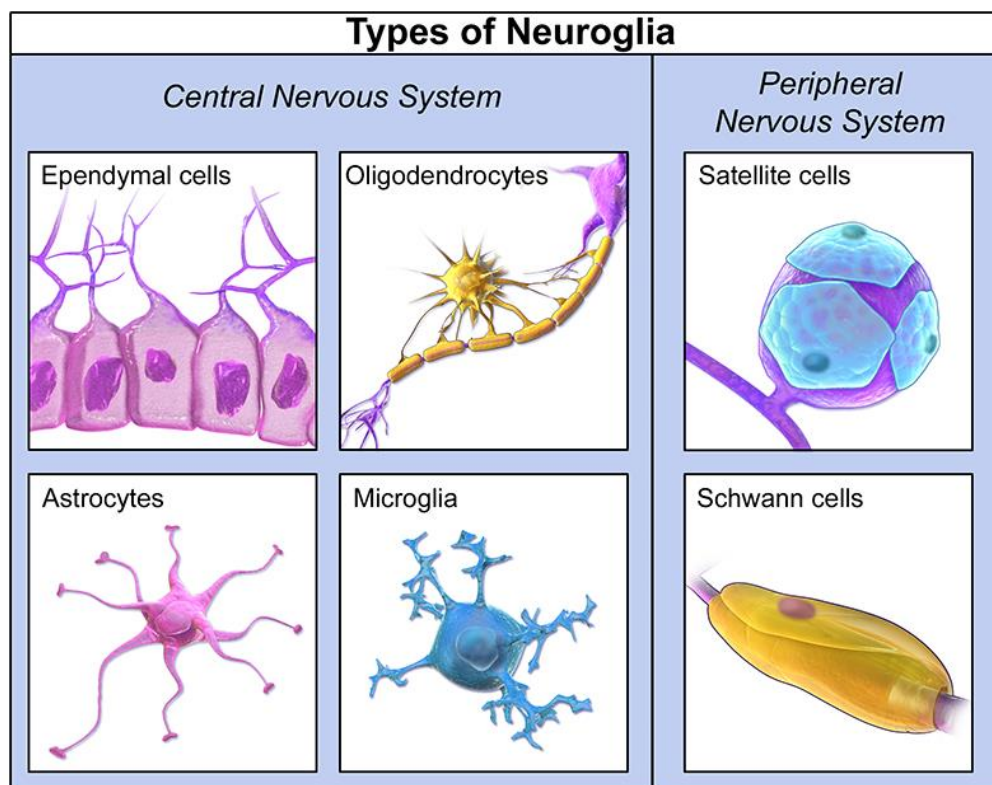 Types of Neuroglia
Central Nervous System
Peripheral
Nervous System
Ependymal cells
Oligodendrocytes
Satellite cells
Astrocytes
Microglia
Schwann cells